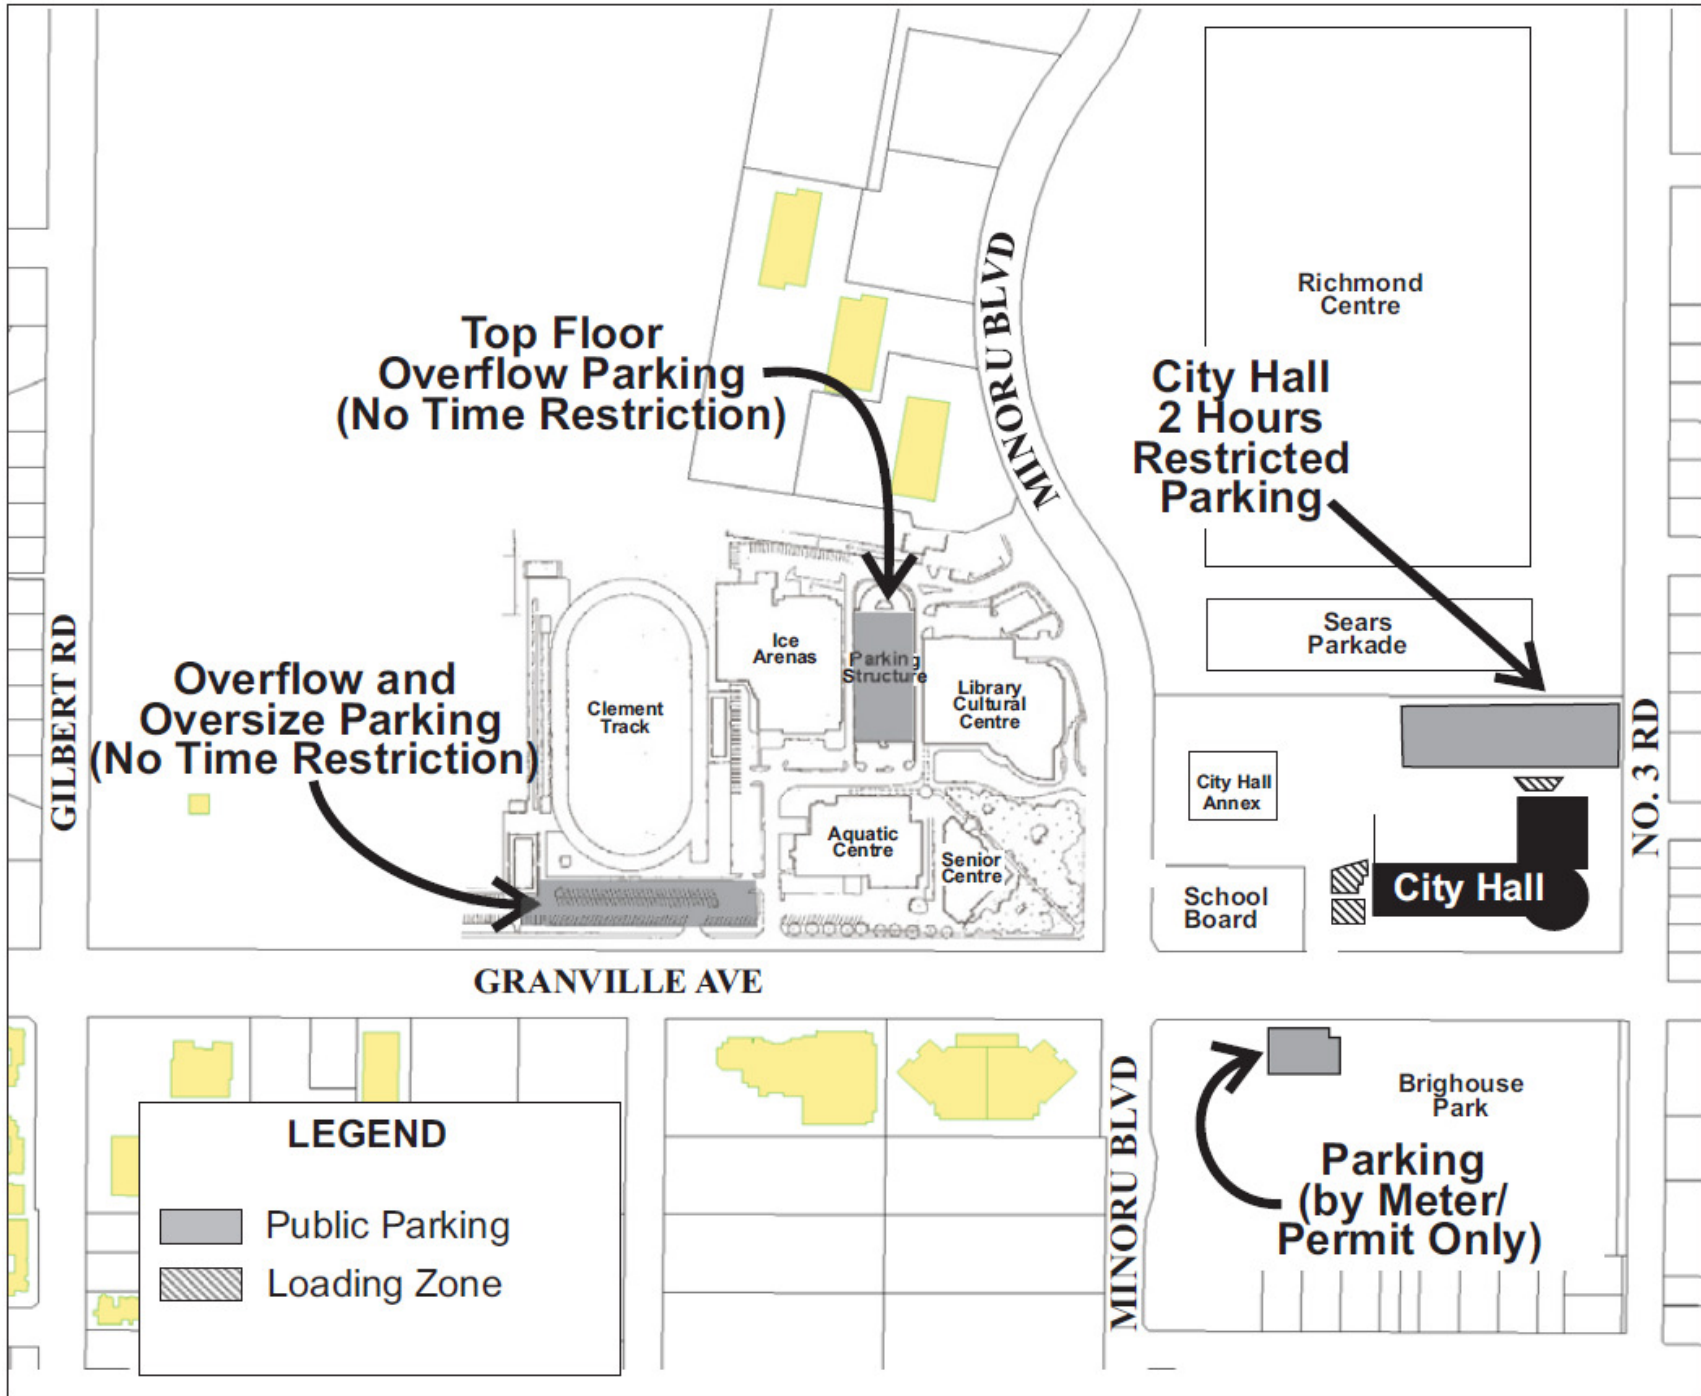 MINORU BLVD
Richmond
Centre
Top Floor
Overflow Parking
(No Time Restriction)
City Hall
2 Hours
Restricted
Parking
GILBERT RD
Overflow and
Oversize Parking
(No Time Restriction)
Clement
Track
Ice
Arenas
Parking
Structure
Library
Cultural
Centre
Sears
Parkade
NO. 3 RD
City Hall
Annex
Aquatic
Centre
Senior
Centre
School
Board
City Hall
GRANVILLE AVE
MINORU BLVD
Brighouse
Park
Parking
(by Meter/
Permit Only)
LEGEND
Public Parking
Loading Zone